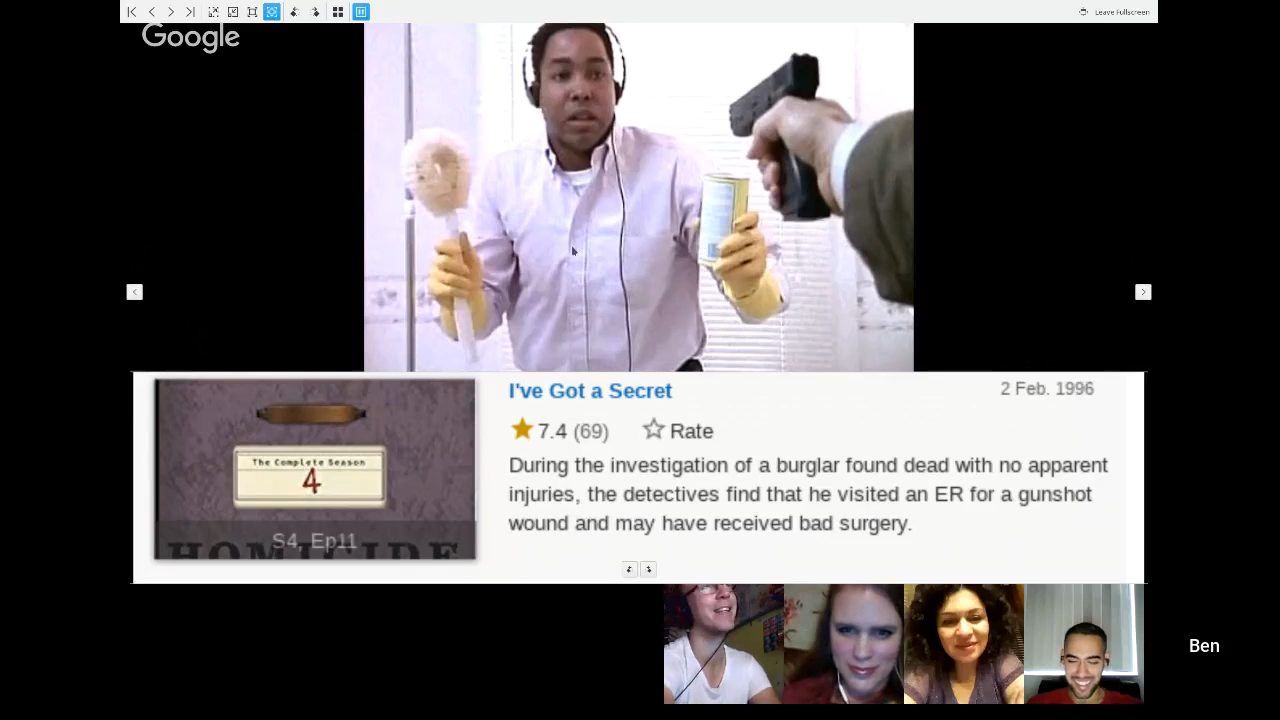 Leave Fullscreen
Google
I've Got a Secret
2 Feb. 1996
7.4 (69)
Rate
The Complete Season
4
During the investigation of a burglar found dead with no apparent
injuries, the detectives find that he visited an ER for a gunshot
wound and may have received bad surgery.
S4, Ep11
HOMICIDE
Ben